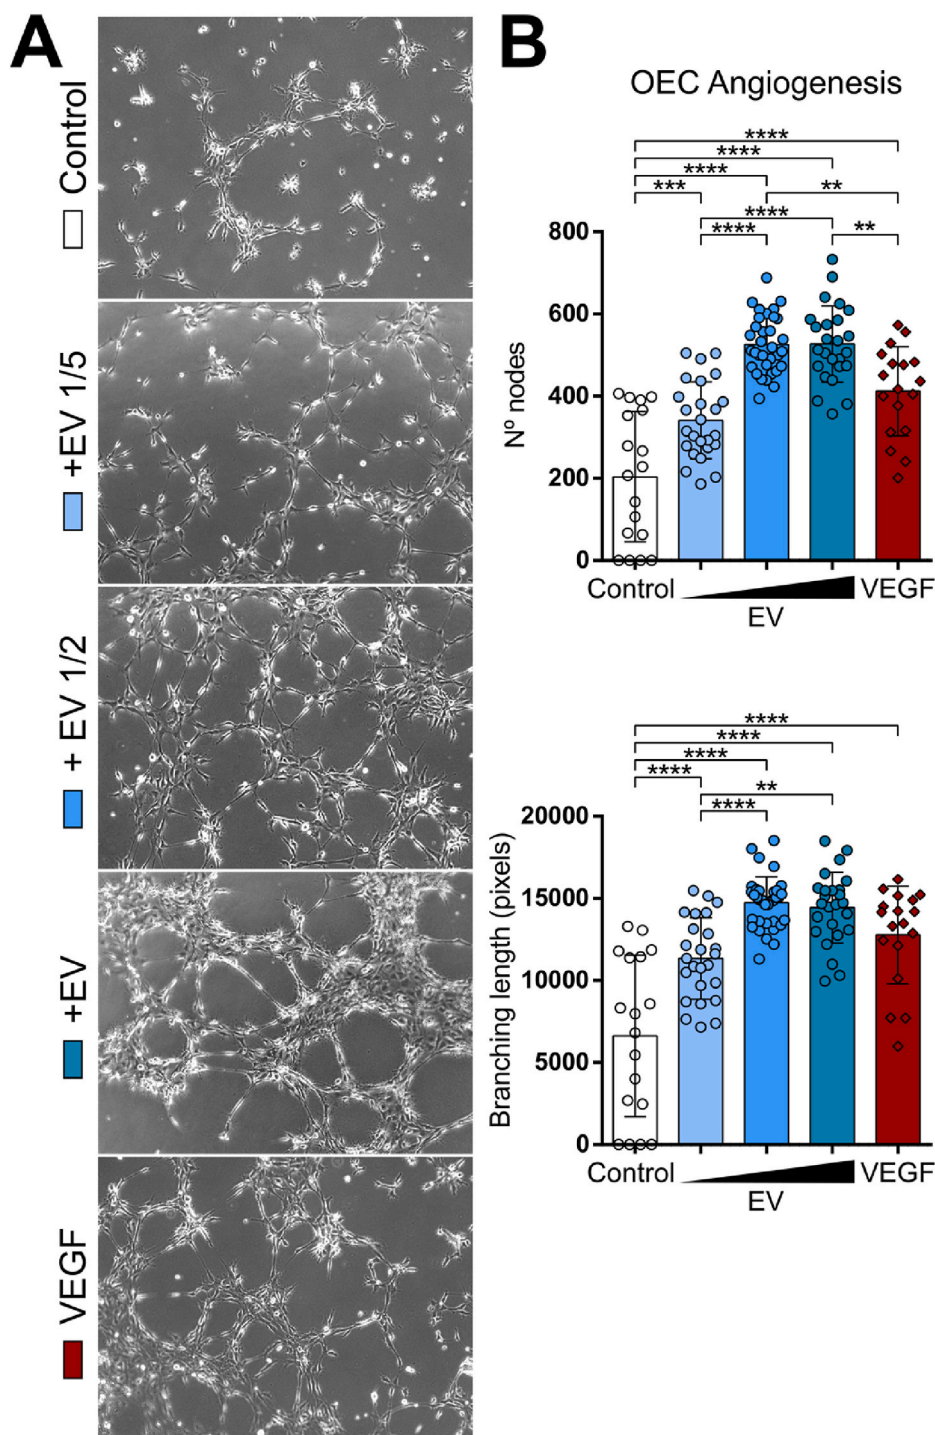 A
Control
+EV 1/5
+ EV 1/2
+EV
VEGF
B
OEC Angiogenesis
****
****
****
***
**
****
****
**
Nº nodes
800
600
400
200
0
Control
VEGF
EV
****
****
****
****
**
****
Branching length (pixels)
20000
15000
10000
5000
0
Control
VEGF
EV